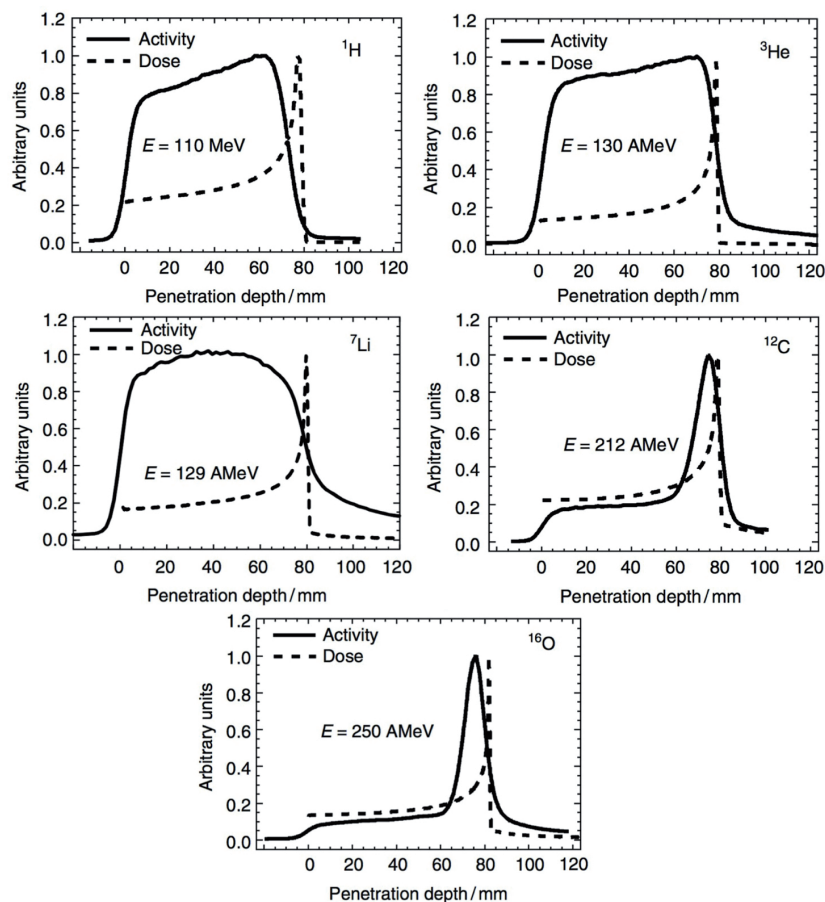 1.2
Activity
Dose
¹H
1.0
0.8
0.6
0.4
0.2
0.0
E = 110 MeV
Arbitrary units
0 20 40 60 80 100 120
Penetration depth / mm
1.2
Activity
Dose
³He
1.0
0.8
0.6
0.4
0.2
0.0
E = 130 AMeV
Arbitrary units
0 20 40 60 80 100 120
Penetration depth / mm
1.2
Activity
Dose
⁷Li
1.0
0.8
0.6
0.4
0.2
0.0
E = 129 AMeV
Arbitrary units
0 20 40 60 80 100 120
Penetration depth / mm
1.2
Activity
Dose
¹²C
1.0
0.8
0.6
0.4
0.2
0.0
E = 212 AMeV
Arbitrary units
0 20 40 60 80 100 120
Penetration depth / mm
1.2
Activity
Dose
¹⁶O
1.0
0.8
0.6
0.4
0.2
0.0
E = 250 AMeV
Arbitrary units
0 20 40 60 80 100 120
Penetration depth / mm